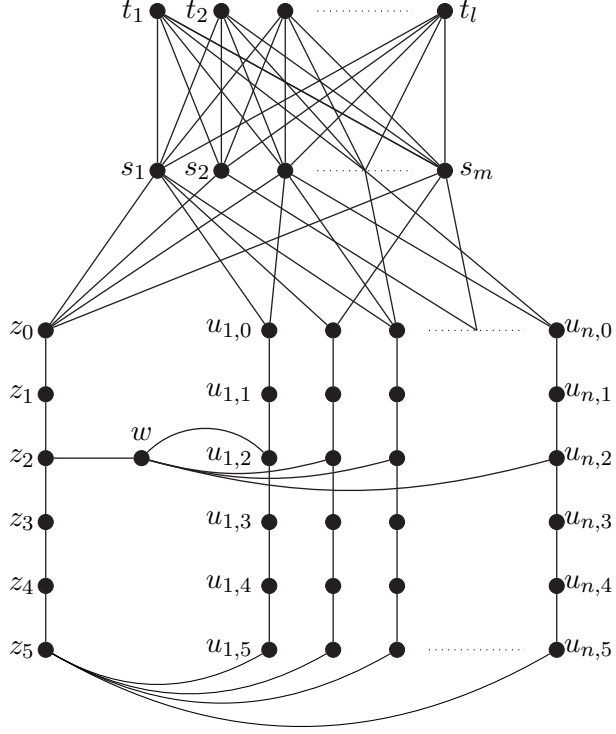 t₁ t₂ tₗ
s₁ s₂ sₘ
z₀ u₁,₀ uₙ,₀
z₁ u₁,₁ uₙ,₁
w
z₂ u₁,₂ uₙ,₂
z₃ u₁,₃ uₙ,₃
z₄ u₁,₄ uₙ,₄
z₅ u₁,₅ uₙ,₅